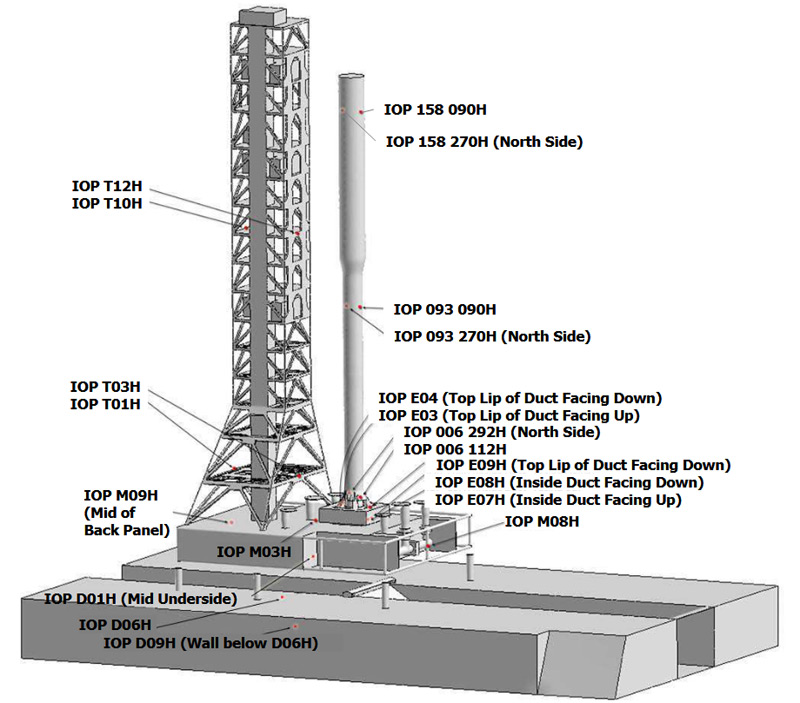 IOP 158 090H
IOP 158 270H (North Side)
IOP T12H
IOP T10H
IOP 093 090H
IOP 093 270H (North Side)
IOP T03H
IOP T01H
IOP E04 (Top Lip of Duct Facing Down)
IOP E03 (Top Lip of Duct Facing Up)
IOP 006 292H (North Side)
IOP 006 112H
IOP E09H (Top Lip of Duct Facing Down)
IOP E08H (Inside Duct Facing Down)
IOP E07H (Inside Duct Facing Up)
IOP M09H
(Mid of
Back Panel)
IOP M08H
IOP M03H
IOP D01H (Mid Underside)
IOP D06H
IOP D09H (Wall below D06H)